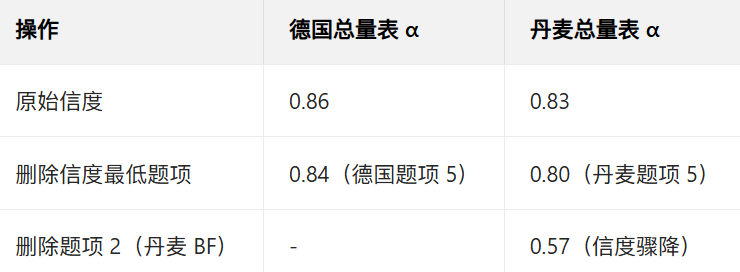 操作 德国总量表 α 丹麦总量表 α
原始信度 0.86 0.83
删除信度最低题项 0.84（德国题项 5） 0.80（丹麦题项 5）
删除题项 2（丹麦 BF） - 0.57（信度骤降）